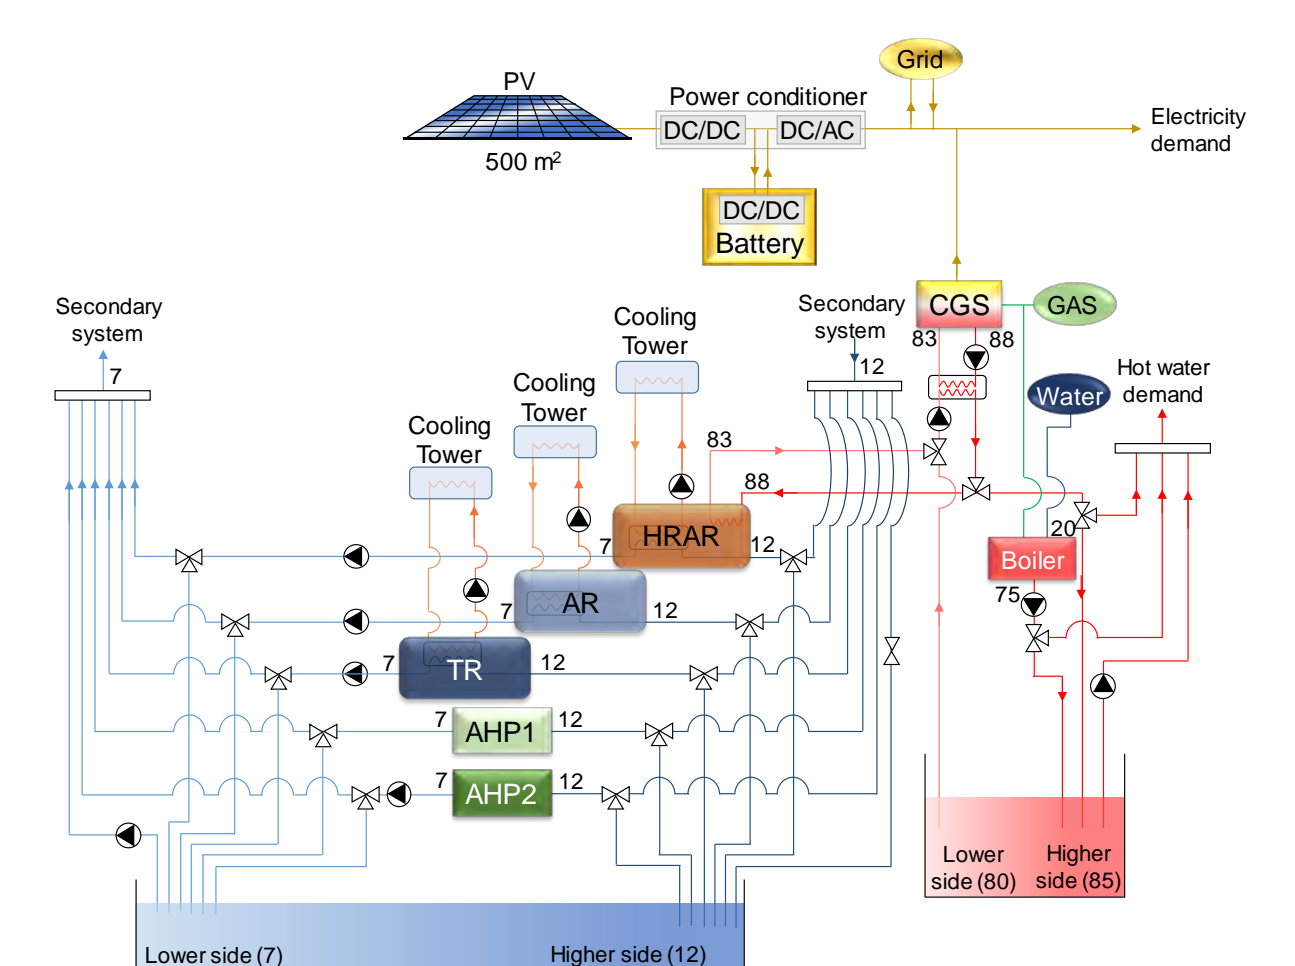 Grid
PV
Power conditioner
DC/DC
DC/AC
Electricity
demand
500 m²
DC/DC
Battery
Secondary
system
7
Cooling
Tower
Cooling
Tower
Cooling
Tower
Secondary
system
12
CGS
GAS
83
88
Water
Hot water
demand
83
88
HRAR
7
12
20
Boiler
75
AR
7
12
TR
7
12
AHP1
7
12
AHP2
7
12
Lower
side (80)
Higher
side (85)
Lower side (7)
Higher side (12)